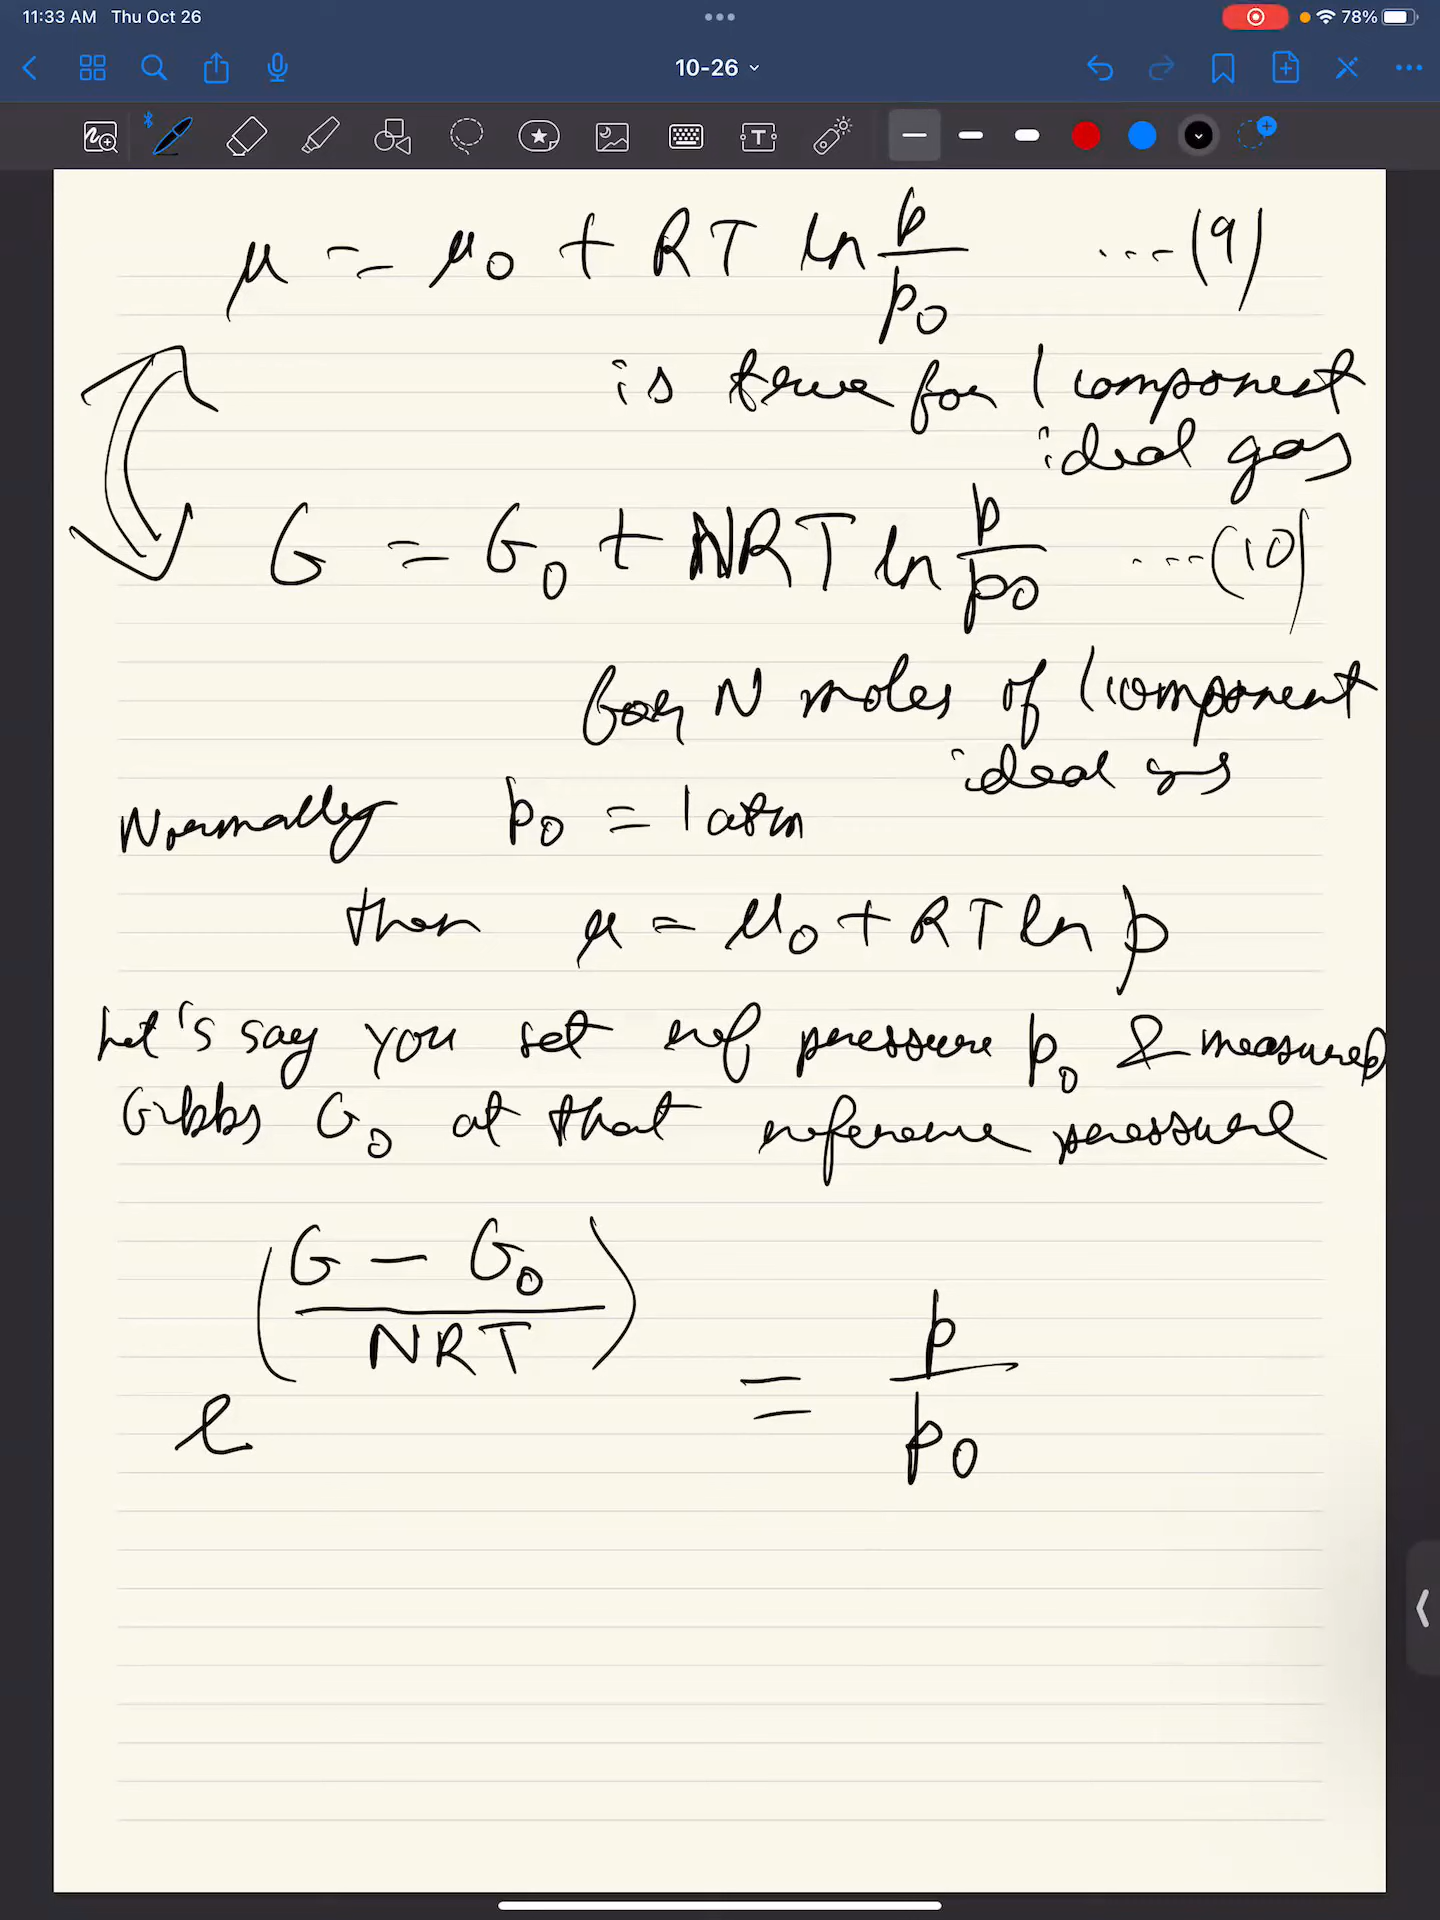 11:33 AM Thu Oct 26
78%
10-26
μ = μ₀ + RT ln p/p₀ ...(9)
is true for 1 component
ideal gas
G = G₀ + NRT ln p/p₀ ...(10)
for N moles of 1 component
ideal gas
Normally p₀ = 1 atm
then μ = μ₀ + RT ln p
Let's say you set ref pressure p₀ & measured
Gibbs G₀ at that reference pressure
e^((G - G₀)/NRT) = p/p₀